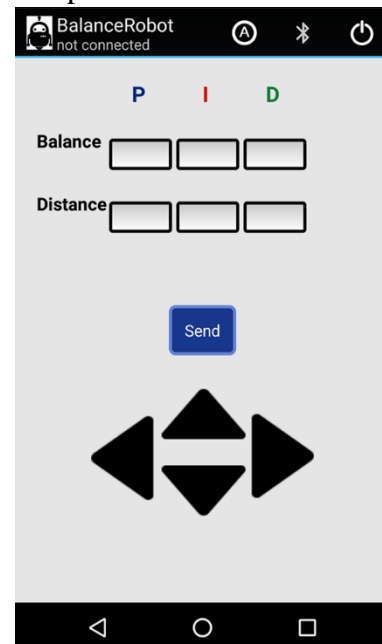 BalanceRobot
not connected
A
P I D
Balance
Distance
Send